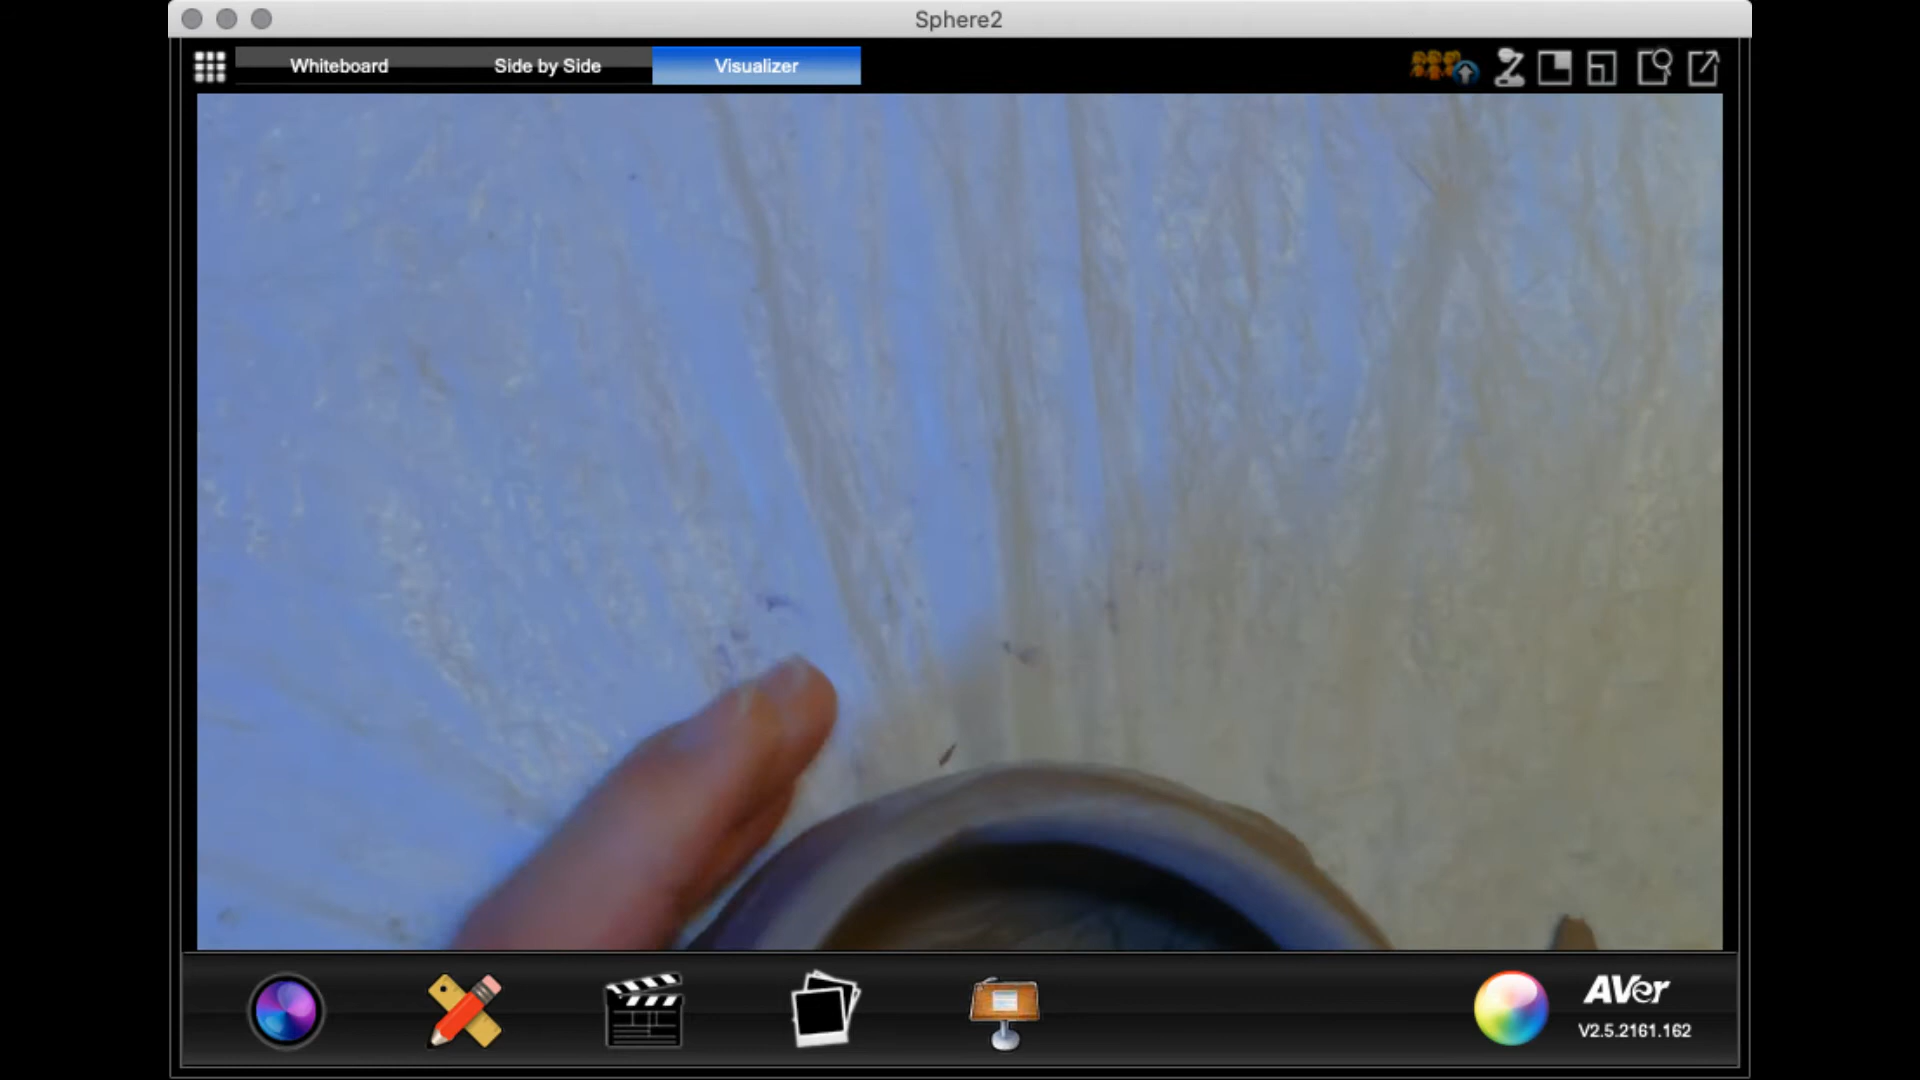 Sphere2
Whiteboard
Side by Side
Visualizer
AVer
V2.5.2161.162